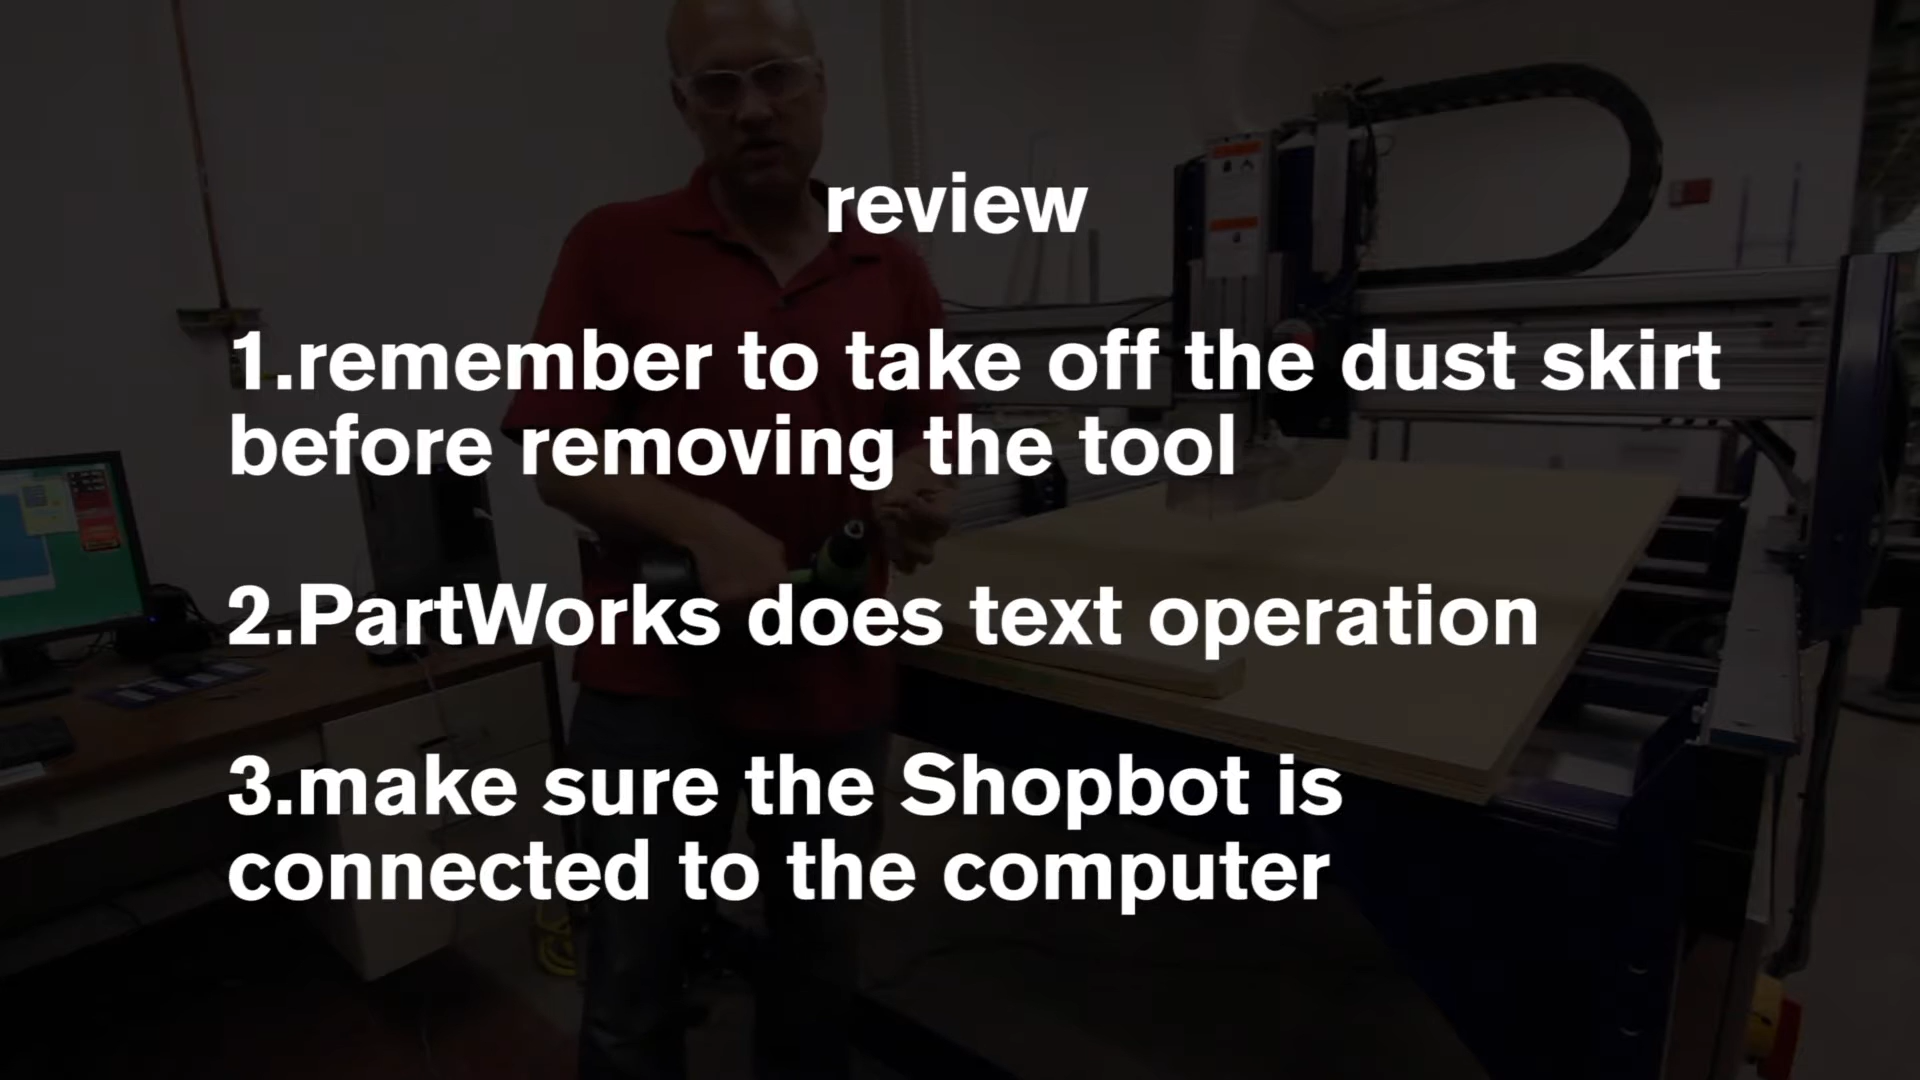 review
1.remember to take off the dust skirt
before removing the tool
2.PartWorks does text operation
3.make sure the Shopbot is
connected to the computer